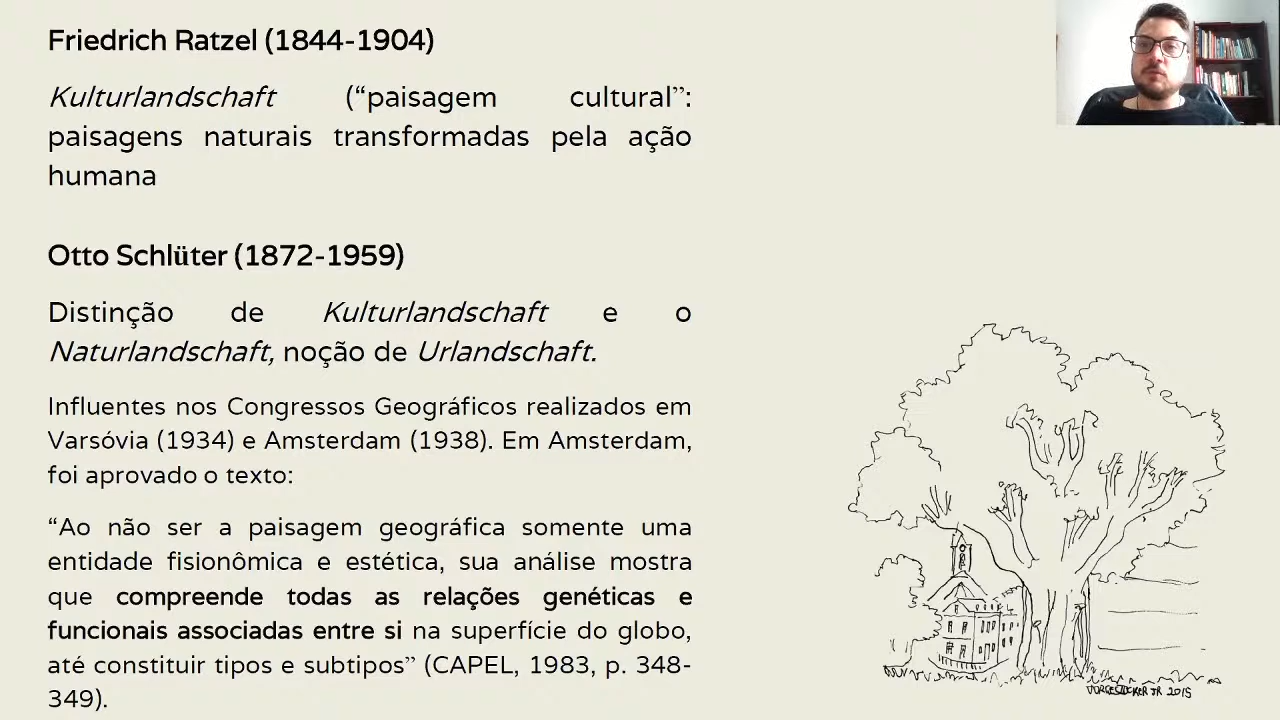 Friedrich Ratzel (1844-1904)
Kulturlandschaft (“paisagem cultural”:
paisagens naturais transformadas pela ação
humana
Otto Schlüter (1872-1959)
Distinção de Kulturlandschaft e o
Naturlandschaft, noção de Urlandschaft.
Influentes nos Congressos Geográficos realizados em
Varsóvia (1934) e Amsterdam (1938). Em Amsterdam,
foi aprovado o texto:
“Ao não ser a paisagem geográfica somente uma
entidade fisionômica e estética, sua análise mostra
que compreende todas as relações genéticas e
funcionais associadas entre si na superfície do globo,
até constituir tipos e subtipos” (CAPEL, 1983, p. 348-
349).
JR 2015